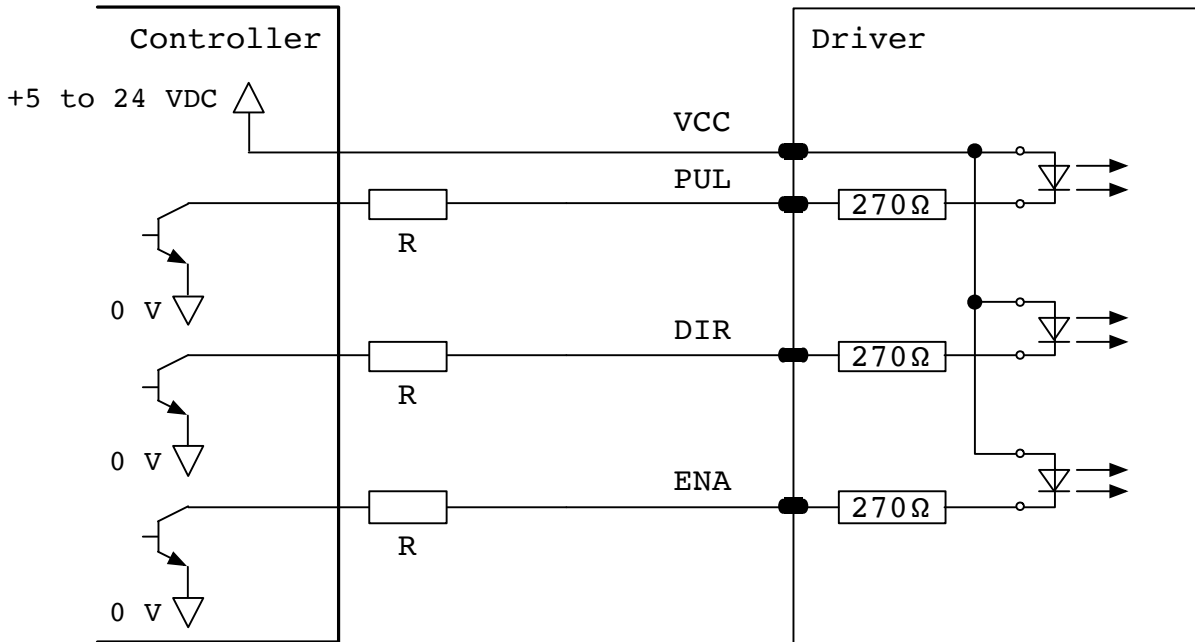 Controller
Driver
+5 to 24 VDC
VCC
PUL
270Ω
R
0 V
DIR
270Ω
R
0 V
ENA
270Ω
R
0 V